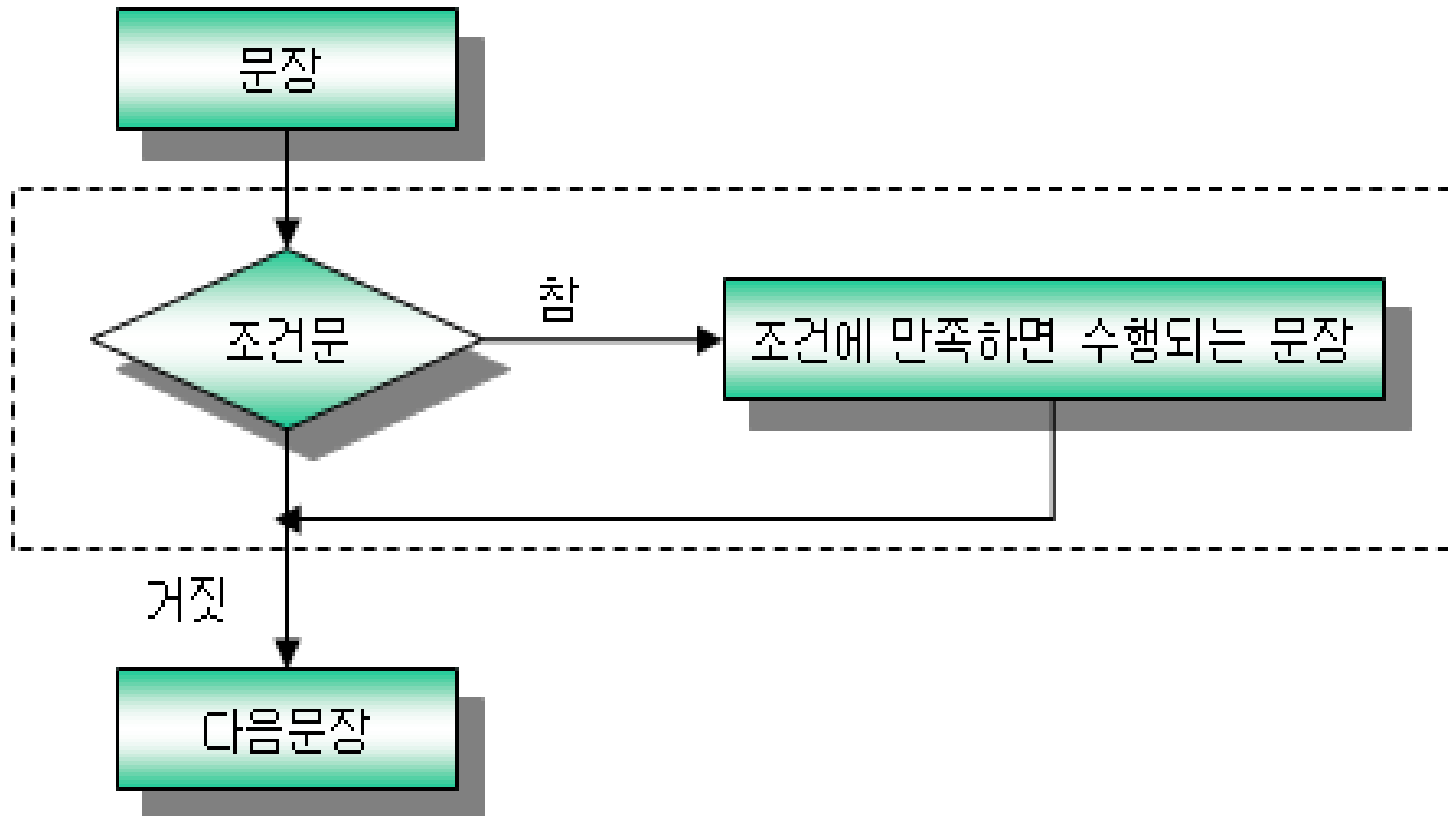 문장
참
조건문
조건에 만족하면 수행되는 문장
거짓
다음문장